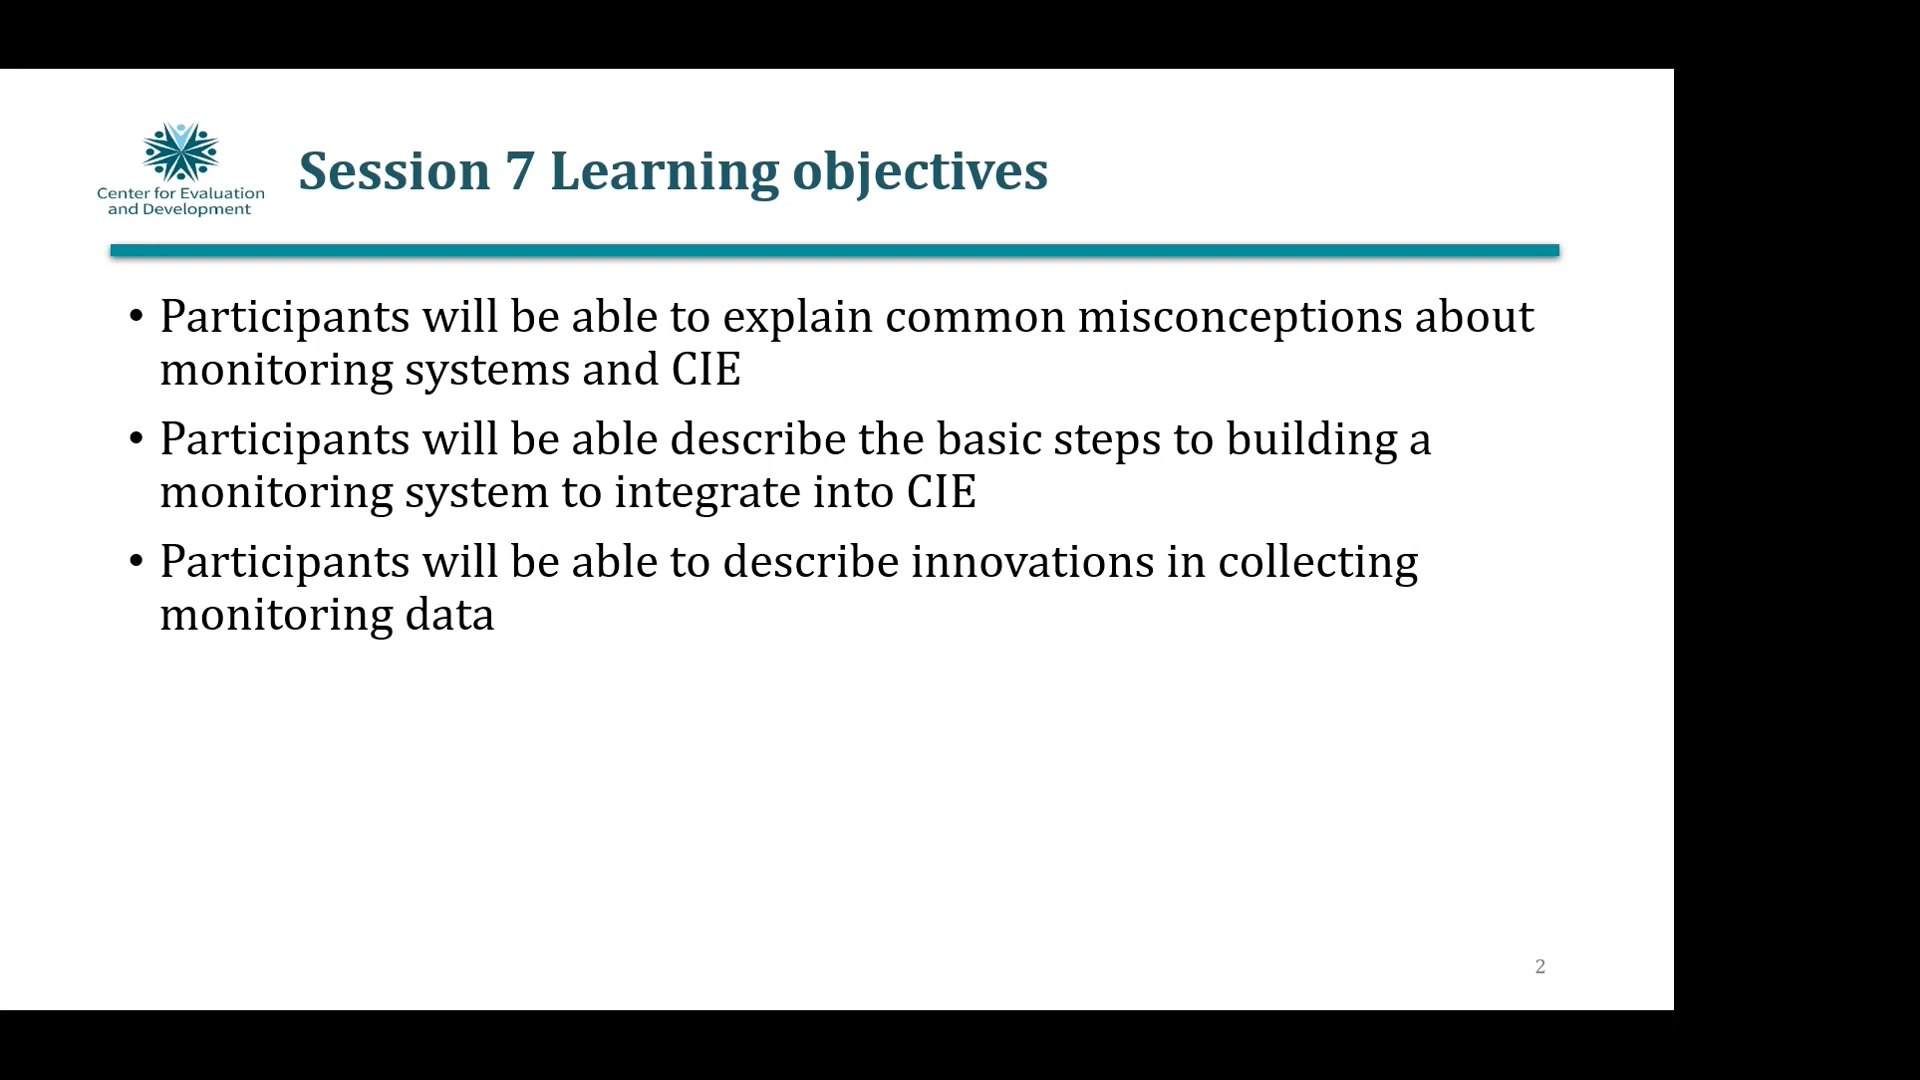 Center for Evaluation
and Development
Session 7 Learning objectives
• Participants will be able to explain common misconceptions about
monitoring systems and CIE
• Participants will be able describe the basic steps to building a
monitoring system to integrate into CIE
• Participants will be able to describe innovations in collecting
monitoring data
2